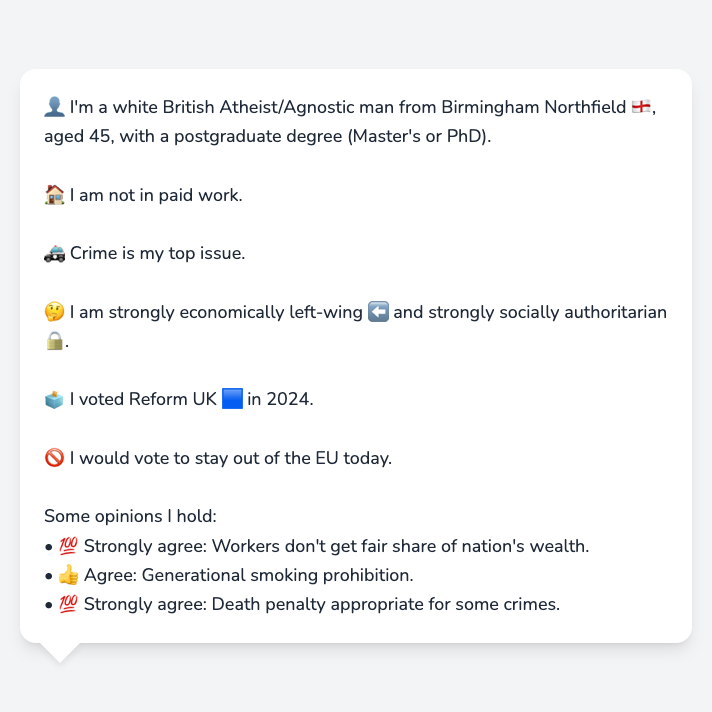 👤 I'm a white British Atheist/Agnostic man from Birmingham Northfield 🏴󠁧󠁢󠁥󠁮󠁧󠁿,
aged 45, with a postgraduate degree (Master's or PhD).
🏠 I am not in paid work.
🚓 Crime is my top issue.
🤔 I am strongly economically left-wing ⬅️ and strongly socially authoritarian
🔒.
🗳️ I voted Reform UK 🟦 in 2024.
🚫 I would vote to stay out of the EU today.
Some opinions I hold:
• 💯 Strongly agree: Workers don't get fair share of nation's wealth.
• 👍 Agree: Generational smoking prohibition.
• 💯 Strongly agree: Death penalty appropriate for some crimes.